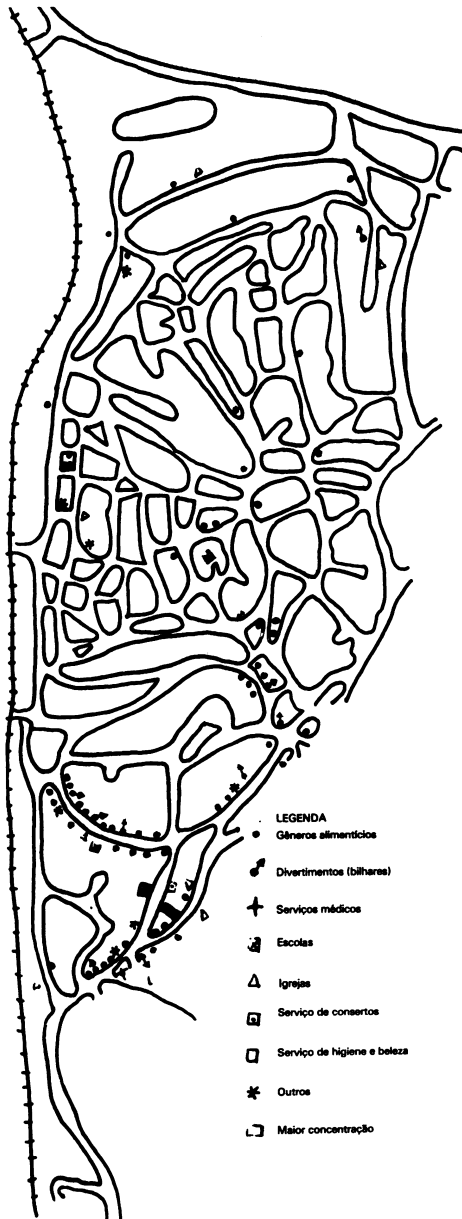 LEGENDA
Gêneros alimentícios
Divertimentos (bilhares)
Serviços médicos
Escolas
Igrejas
Serviço de consertos
Serviço de higiene e beleza
Outros
Maior concentração